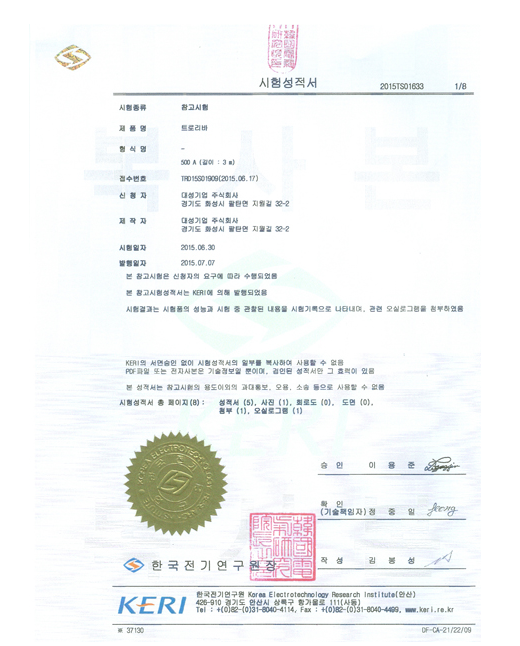 시험성적서
2015TS01633 1/8
시험종류 참고시험
제 품 명 트로리바
형 식 명 -
500 A (길이 : 3 m)
접수번호 TR015S01909(2015.06.17)
신 청 자 대성기업 주식회사
경기도 화성시 팔탄면 지월길 32-2
제 작 자 대성기업 주식회사
경기도 화성시 팔탄면 지월길 32-2
시험일자 2015.06.30
발행일자 2015.07.07
본 참고시험은 신청자의 요구에 따라 수행되었음
본 참고시험성적서는 KERI에 의해 발행되었음
시험결과는 시험품의 성능과 시험 중 관찰된 내용을 시험기록으로 나타내며, 관련 오실로그램을 첨부하였음
복사본
KERI의 서면승인 없이 시험성적서의 일부를 복사하여 사용할 수 없음
PDF파일 또는 전자사본은 기술정보일 뿐이며, 검인된 성적서만 그 효력이 있음
본 성적서는 참고시험의 용도이외의 과대홍보, 오용, 소송 등으로 사용할 수 없음
시험성적서 총 페이지(8) : 성적서 (5), 사진 (1), 회로도 (0), 도면 (0),
첨부 (1), 오실로그램 (1)
KERI
승 인 이 용 준
확 인
(기술책임자) 정 중 일
작 성 김 봉 성
한국전기연구원장
KERI
한국전기연구원 Korea Electrotechnology Research Institute(안산)
426-910 경기도 안산시 상록구 항가울로 111(사동)
Tel : +(0)82-(0)31-8040-4114, Fax : +(0)82-(0)31-8040-4499, www.keri.re.kr
※ 37130 OF-CA-21/22/09